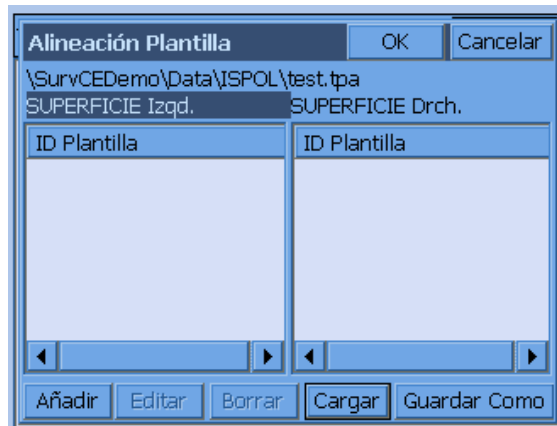 Alineación Plantilla OK Cancelar
\SurvCEDemo\Data\ISPOL\test.tpa
SUPERFICIE Izqd. SUPERFICIE Drch.
ID Plantilla ID Plantilla
Añadir Editar Borrar Cargar Guardar Como